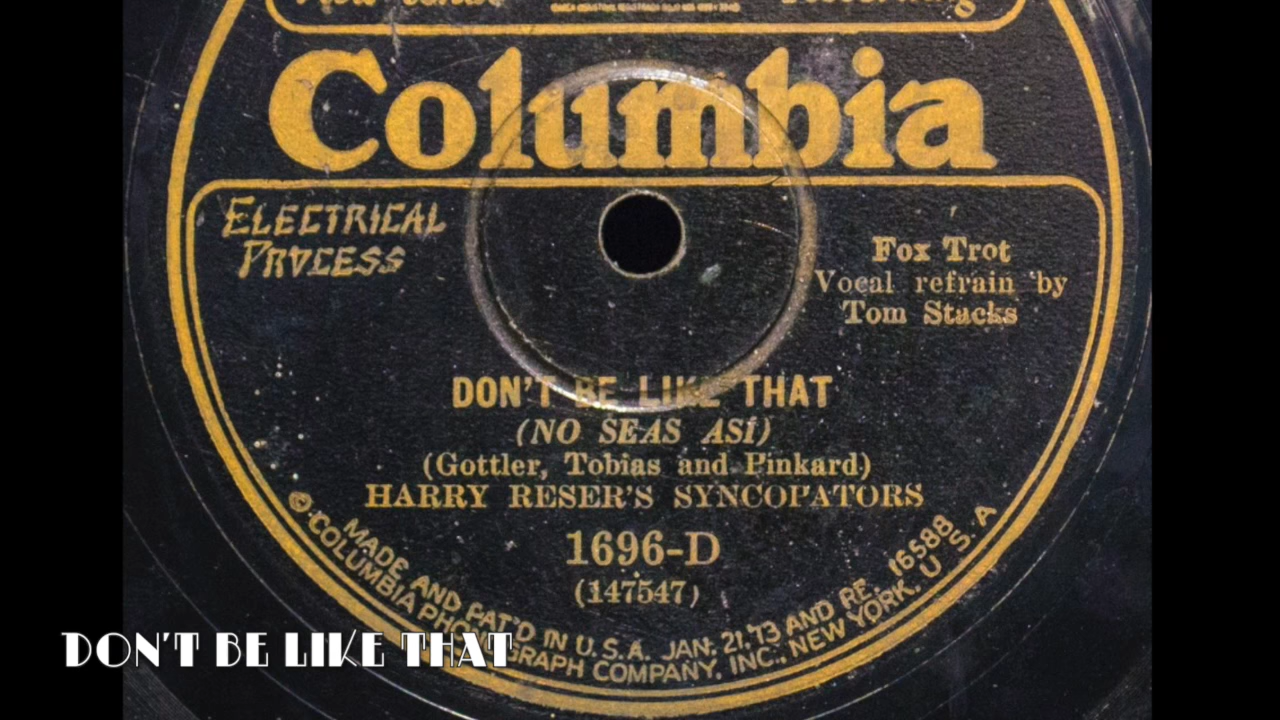 Columbia
ELECTRICAL
PROCESS
Fox Trot
Vocal refrain by
Tom Stacks
DON'T BE LIKE THAT
(NO SEAS ASÍ)
(Gottler, Tobias and Pinkard)
HARRY RESER'S SYNCOPATORS
1696-D
(147547)
MADE AND PAT'D IN U.S.A. JAN. 21, '13 AND RE. 16588
© COLUMBIA PHONOGRAPH COMPANY, INC., NEW YORK, U.S.A
DON'T BE LIKE THAT